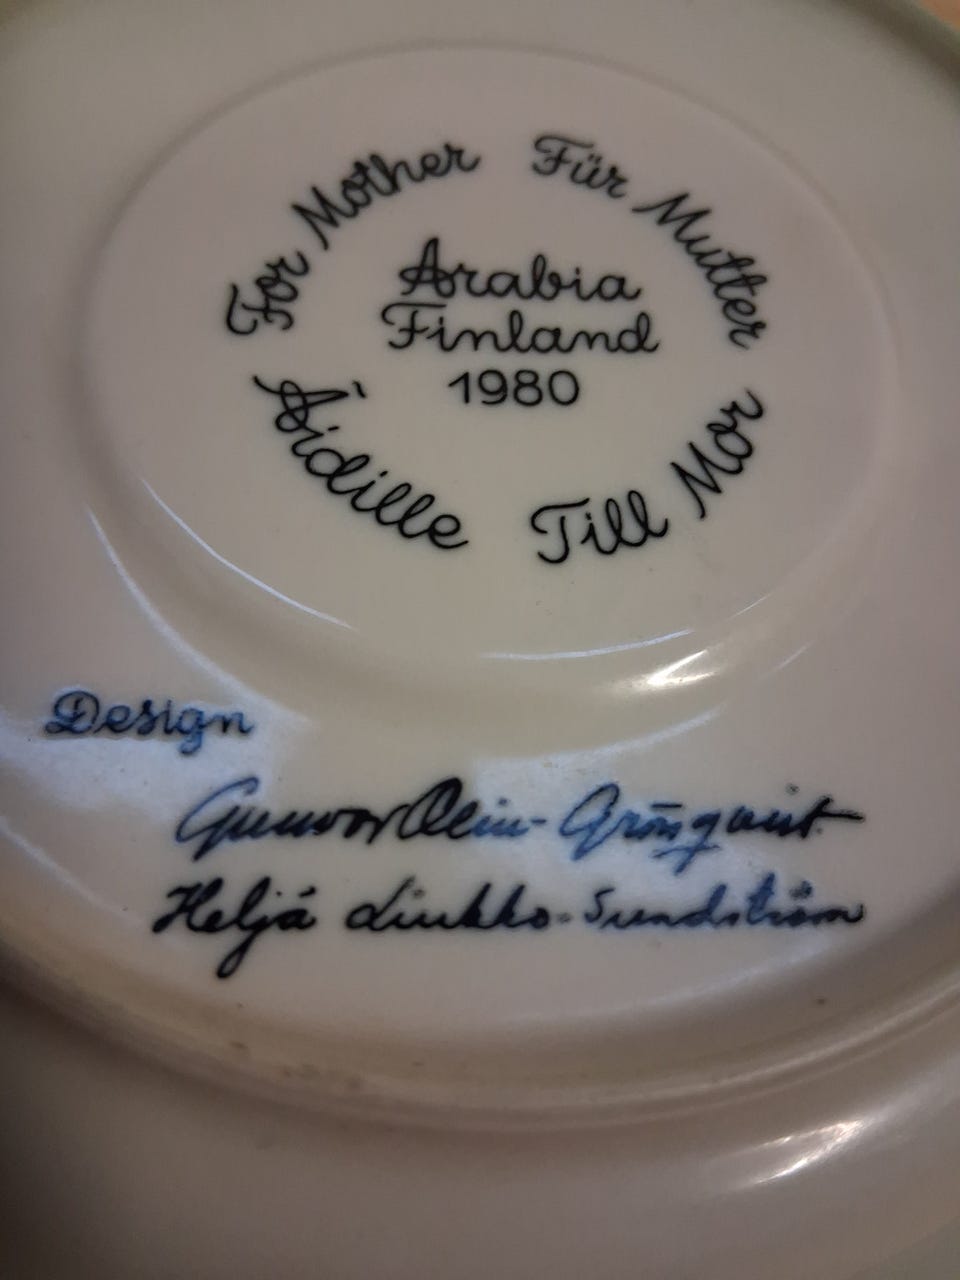 For Mother Für Mutter
Arabia
Finland
1980
Äidille Till Mor
Design
Gunvor Olin-Grönqvist
Heljä Liukko-Sundström